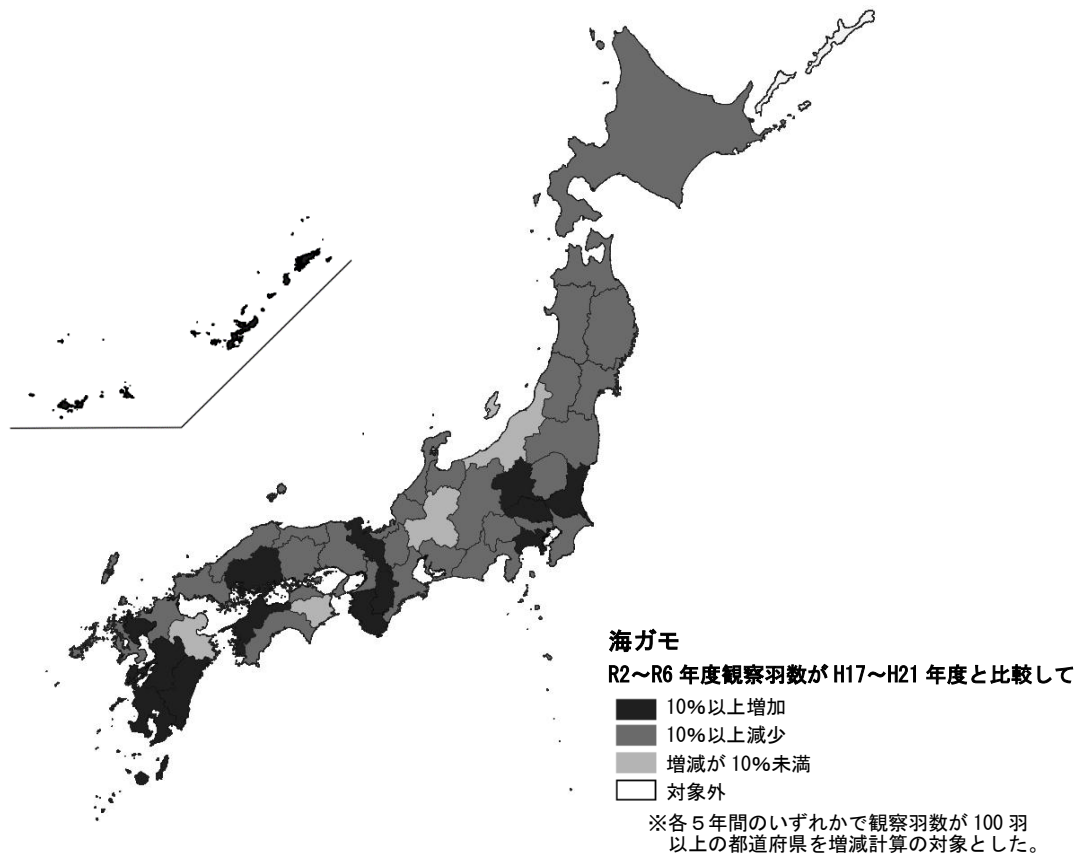 海ガモ
R2～R6 年度観察羽数が H17～H21 年度と比較して
10%以上増加
10%以上減少
増減が 10%未満
対象外
※各５年間のいずれかで観察羽数が 100 羽
以上の都道府県を増減計算の対象とした。